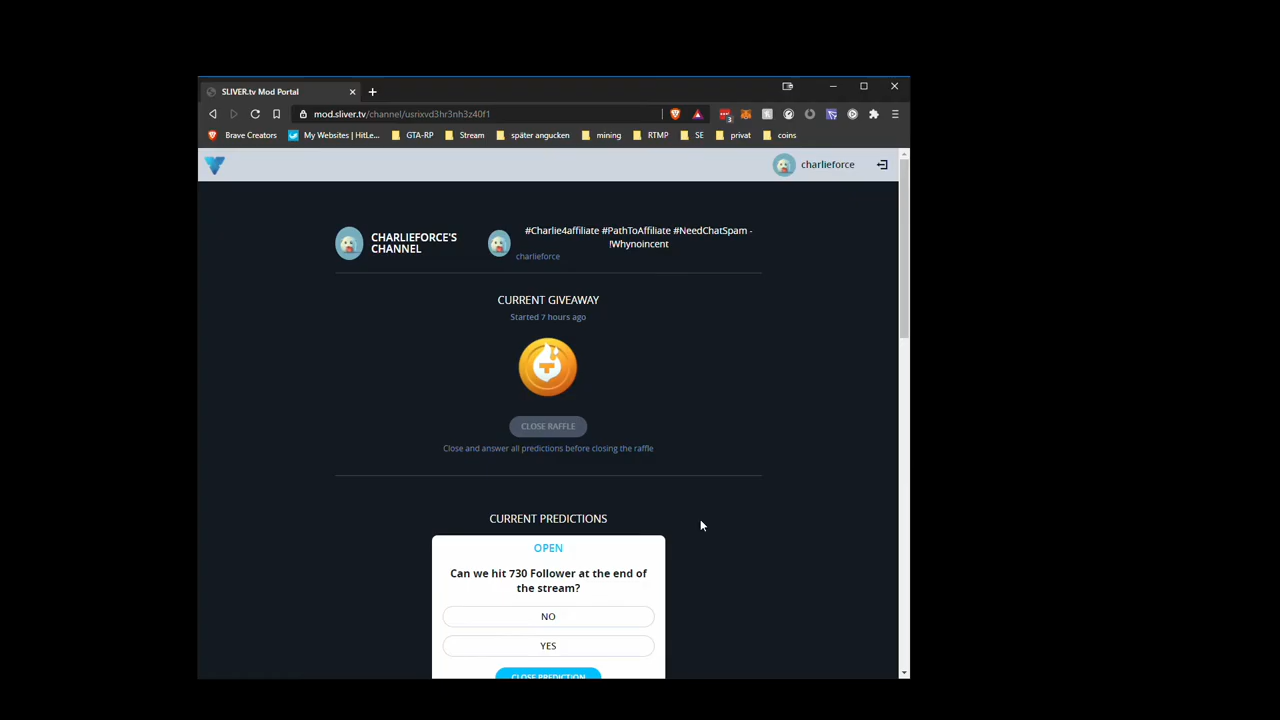 SLIVER.tv Mod Portal
mod.sliver.tv/channel/usrixvd3hr3nh3z40f1
3
Brave Creators
My Websites | HitLe...
GTA-RP
Stream
später angucken
mining
RTMP
SE
privat
coins
charlieforce
CHARLIEFORCE'S
CHANNEL
#Charlie4affiliate #PathToAffiliate #NeedChatSpam -
!Whynoincent
charlieforce
CURRENT GIVEAWAY
Started 7 hours ago
CLOSE RAFFLE
Close and answer all predictions before closing the raffle
CURRENT PREDICTIONS
OPEN
Can we hit 730 Follower at the end of
the stream?
NO
YES
CLOSE PREDICTION